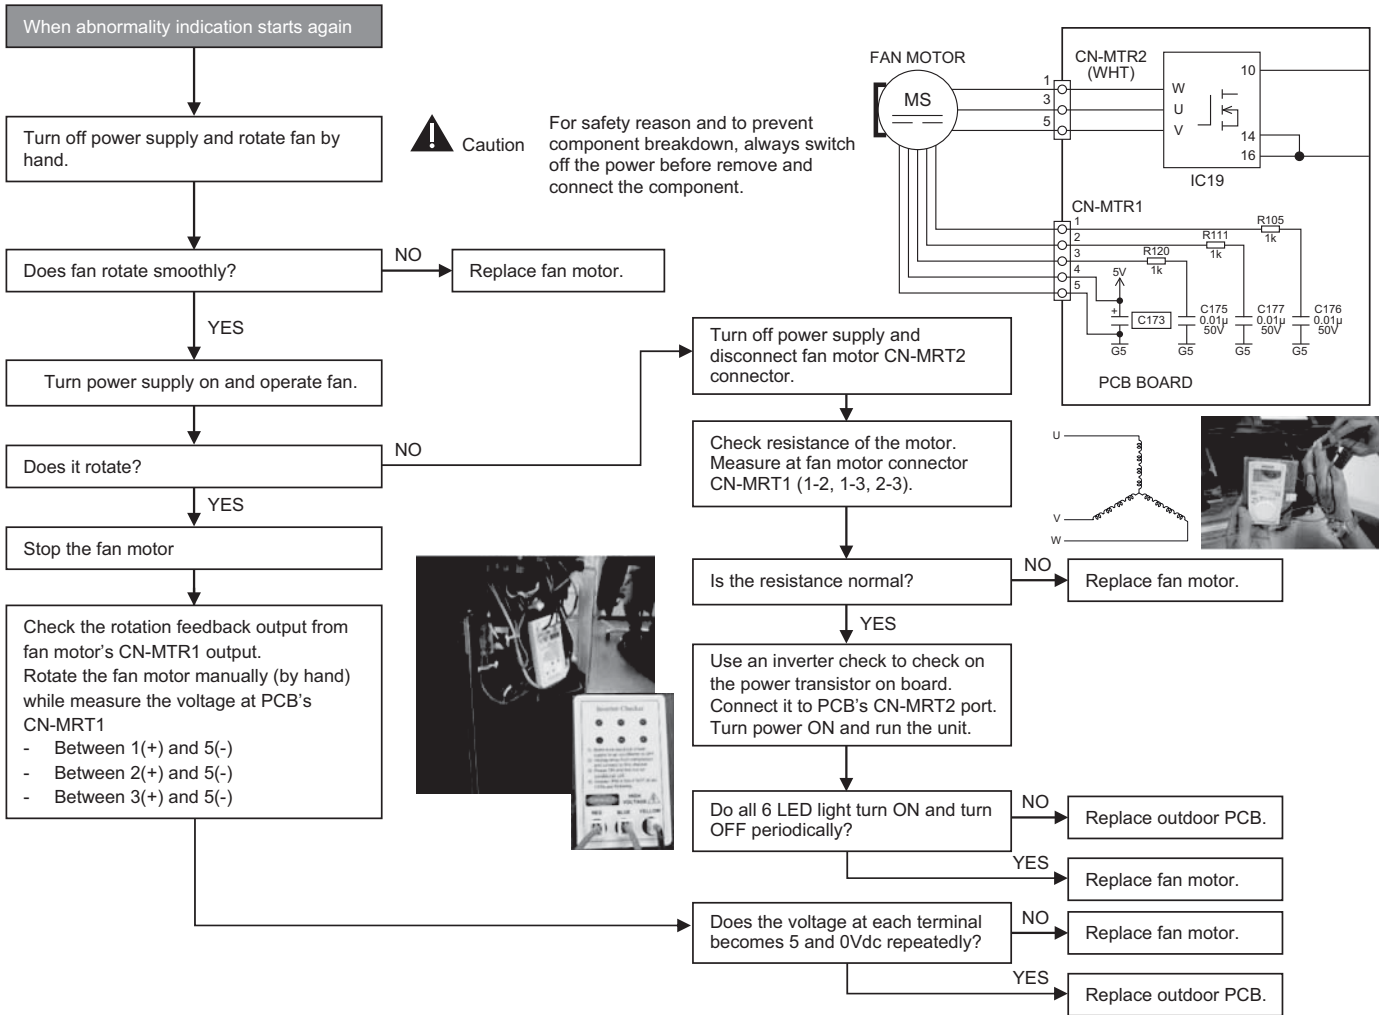 When abnormality indication starts again
Turn off power supply and rotate fan by
hand.
Caution
For safety reason and to prevent
component breakdown, always switch
off the power before remove and
connect the component.
Does fan rotate smoothly?
NO
Replace fan motor.
YES
Turn power supply on and operate fan.
Does it rotate?
NO
YES
Stop the fan motor
Check the rotation feedback output from
fan motor's CN-MTR1 output.
Rotate the fan motor manually (by hand)
while measure the voltage at PCB's
CN-MRT1
- Between 1(+) and 5(-)
- Between 2(+) and 5(-)
- Between 3(+) and 5(-)
Turn off power supply and
disconnect fan motor CN-MRT2
connector.
Check resistance of the motor.
Measure at fan motor connector
CN-MRT1 (1-2, 1-3, 2-3).
Is the resistance normal?
NO
Replace fan motor.
YES
Use an inverter check to check on
the power transistor on board.
Connect it to PCB's CN-MRT2 port.
Turn power ON and run the unit.
Do all 6 LED light turn ON and turn
OFF periodically?
NO
Replace outdoor PCB.
YES
Replace fan motor.
Does the voltage at each terminal
becomes 5 and 0Vdc repeatedly?
NO
Replace fan motor.
YES
Replace outdoor PCB.
FAN MOTOR
MS
CN-MTR2
(WHT)
1
3
5
W
U
V
10
14
16
IC19
CN-MTR1
1
2
3
4
5
R105
1k
R111
1k
R120
1k
5V
+
C173
C175
0.01µ
50V
C177
0.01µ
50V
C176
0.01µ
50V
G5
G5
G5
G5
PCB BOARD
U
V
W
Inverter Checker
HIGH
VOLTAGE
RED
BLUE
YELLOW